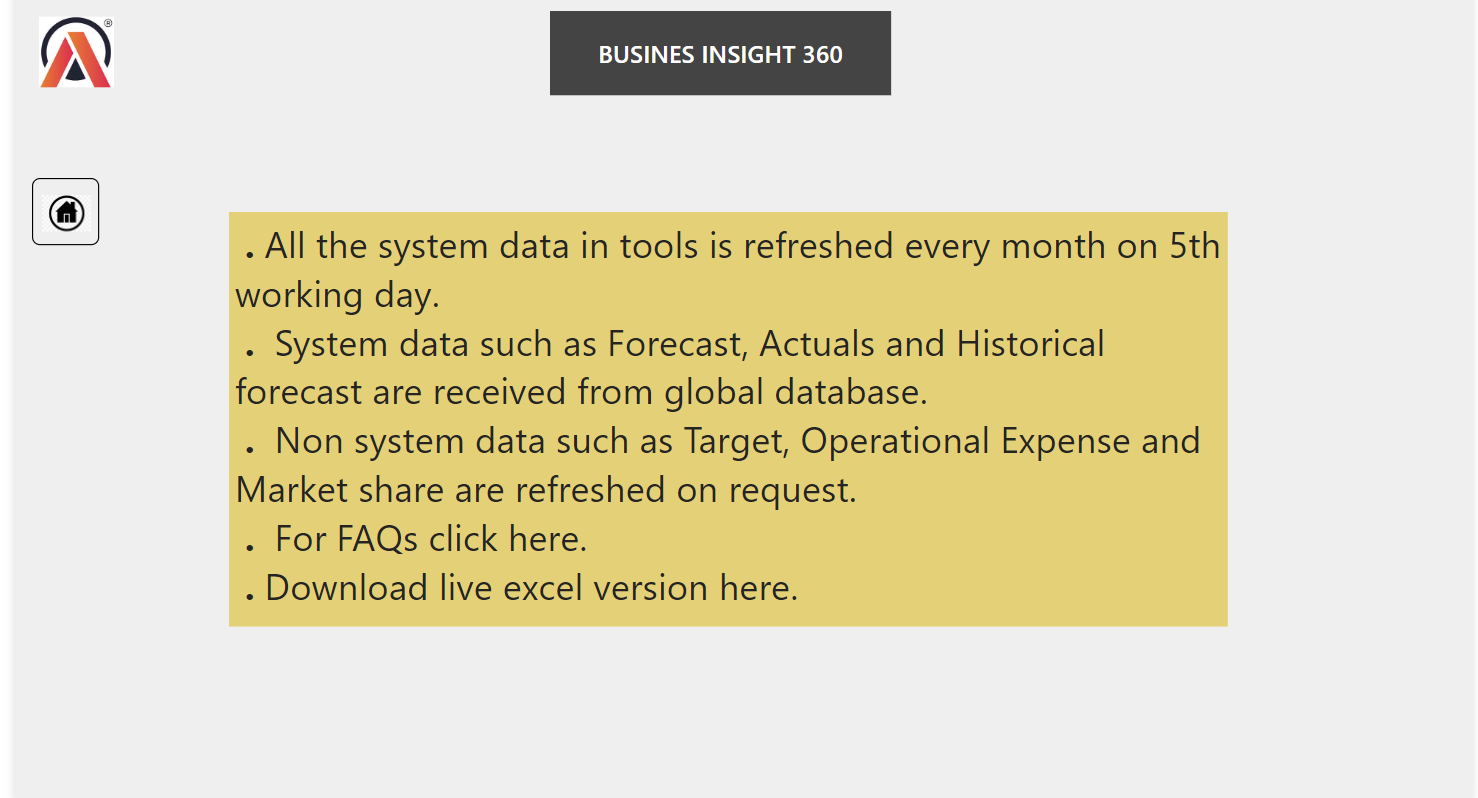 ®
BUSINES INSIGHT 360
. All the system data in tools is refreshed every month on 5th
working day.
. System data such as Forecast, Actuals and Historical
forecast are received from global database.
. Non system data such as Target, Operational Expense and
Market share are refreshed on request.
. For FAQs click here.
. Download live excel version here.